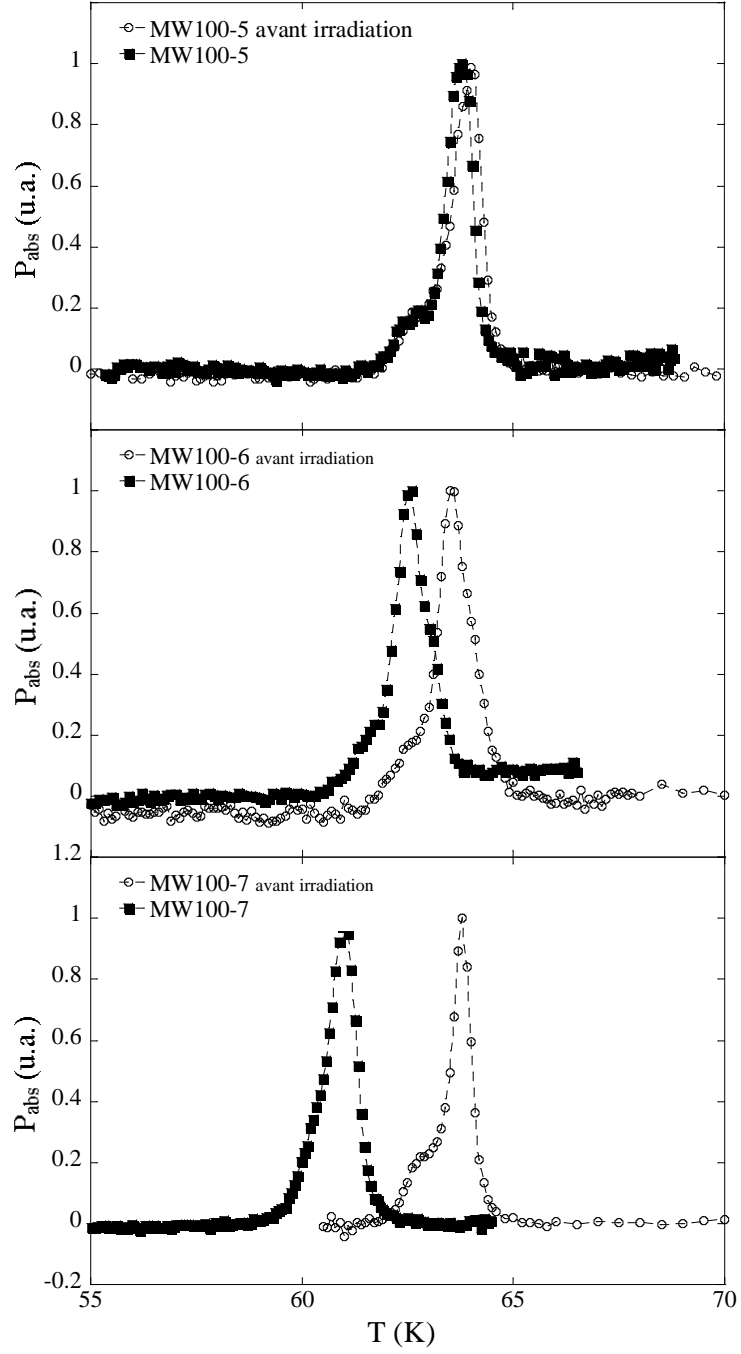 MW100-5 avant irradiation
MW100-5
1
0.8
0.6
0.4
0.2
0
P_abs (u.a.)
MW100-6 avant irradiation
MW100-6
1
0.8
0.6
0.4
0.2
0
P_abs (u.a.)
1.2
MW100-7 avant irradiation
MW100-7
1
0.8
0.6
0.4
0.2
0
-0.2
P_abs (u.a.)
55 60 65 70
T (K)